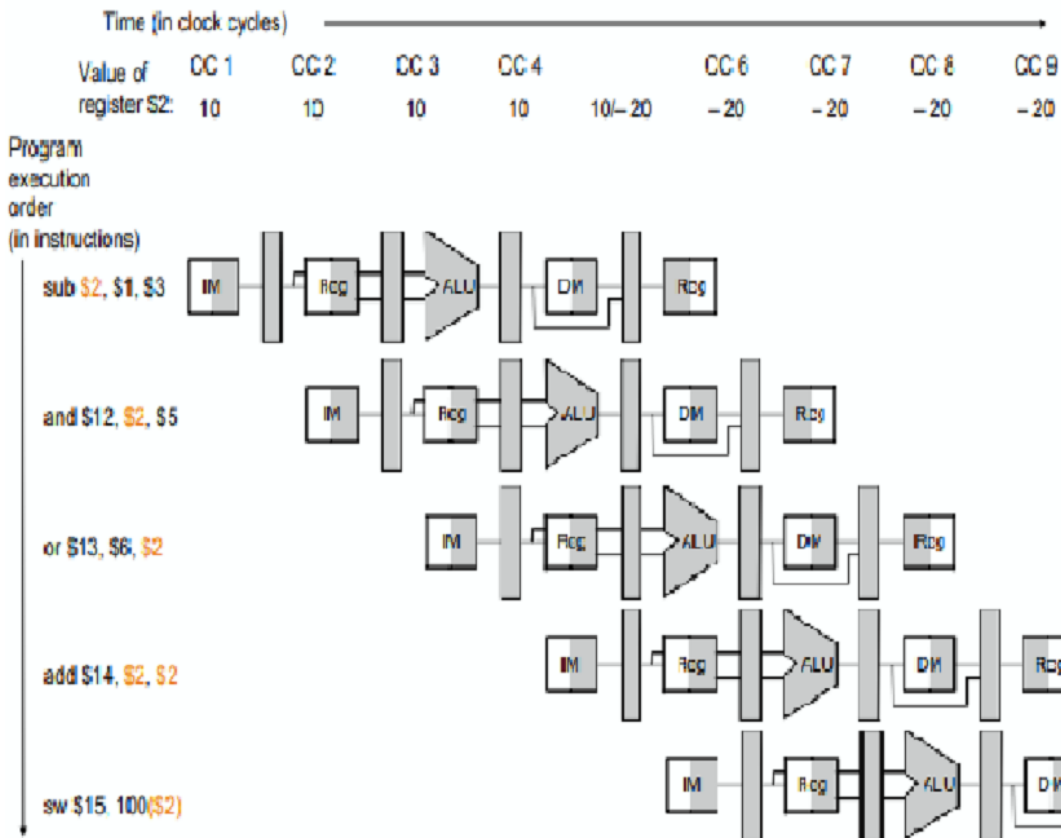 Time (in clock cycles)
CC 1 CC 2 CC 3 CC 4 CC 6 CC 7 CC 8 CC 9
Value of
register $2: 10 10 10 10 10/–20 –20 –20 –20 –20
Program
execution
order
(in instructions)
sub $2, $1, $3
IM Reg ALU DM Reg
and $12, $2, $5
IM Reg ALU DM Reg
or $13, $6, $2
IM Reg ALU DM Reg
add $14, $2, $2
IM Reg ALU DM Reg
sw $15, 100($2)
IM Reg ALU DM